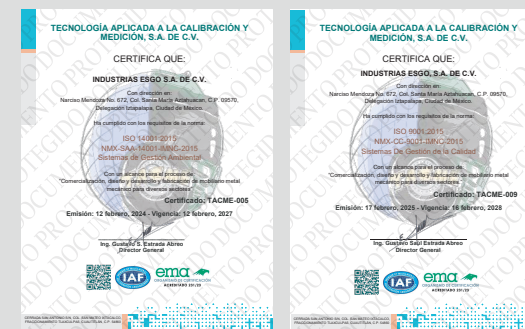 TECNOLOGÍA APLICADA A LA CALIBRACIÓN Y
MEDICIÓN, S.A. DE C.V.
CERTIFICA QUE:
INDUSTRIAS ESGO S.A. DE C.V.
Con dirección en:
Narciso Mendoza No. 672, Col. Santa María Aztahuacan, C.P. 09570,
Delegación Iztapalapa, Ciudad de México.
Ha cumplido con los requisitos de la norma:
ISO 14001:2015
NMX-SAA-14001-IMNC-2015
Sistemas de Gestión Ambiental
Con un alcance para el proceso de
"Comercialización, diseño y desarrollo y fabricación de mobiliario metal
mecánico para diversos sectores"
Certificado: TACME-005
Emisión: 12 febrero, 2024 - Vigencia: 12 febrero, 2027
Ing. Gustavo S. Estrada Abreo
Director General
IAF
ema
ORGANISMO DE CERTIFICACIÓN
TECNOLOGÍA APLICADA A LA CALIBRACIÓN Y
MEDICIÓN, S.A. DE C.V.
CERTIFICA QUE:
INDUSTRIAS ESGO, S.A. DE C.V.
Con dirección en:
Narciso Mendoza No. 672, Col. Santa María Aztahuacan, C.P. 09570,
Delegación Iztapalapa, Ciudad de México.
Ha cumplido con los requisitos de la norma:
ISO 9001:2015
NMX-CC-9001-IMNC-2015
Sistemas De Gestión de la Calidad
Con un alcance para el proceso de
"Comercialización, diseño y desarrollo y fabricación de mobiliario metal
mecánico para diversos sectores"
Certificado: TACME-009
Emisión: 17 febrero, 2025 - Vigencia: 16 febrero, 2028
Ing. Gustavo Saúl Estrada Abreo
Director General
IAF
ema
ORGANISMO DE CERTIFICACIÓN